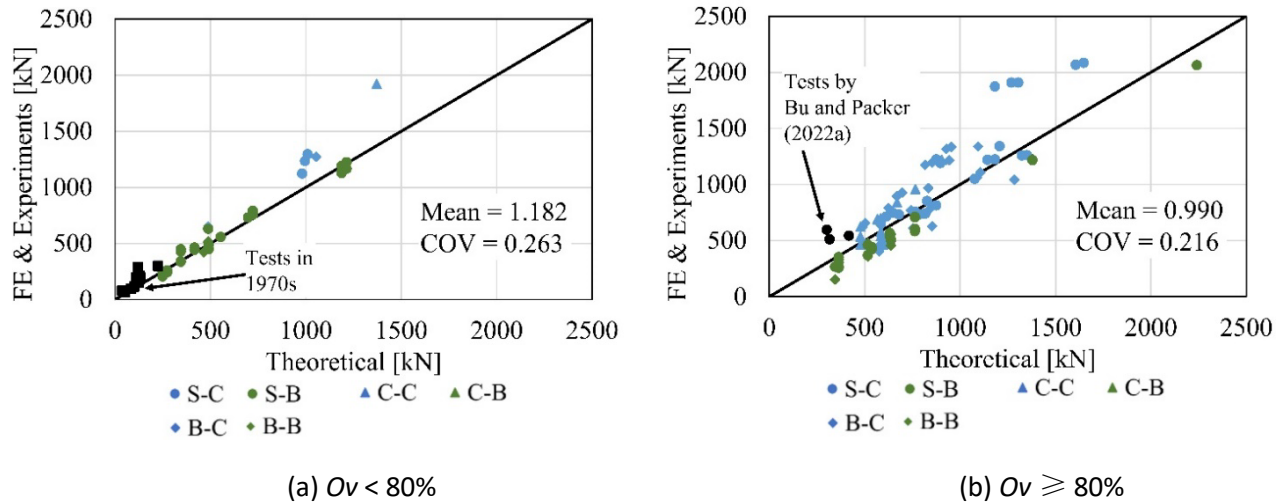 FE & Experiments [kN]
2500
2000
1500
1000
500
0
Mean = 1.182
COV = 0.263
Tests in
1970s
0 500 1000 1500 2000 2500
Theoretical [kN]
S-C S-B C-C C-B
B-C B-B
(a) Ov < 80%
FE & Experiments [kN]
2500
2000
1500
1000
500
0
Tests by
Bu and Packer
(2022a)
Mean = 0.990
COV = 0.216
0 500 1000 1500 2000 2500
Theoretical [kN]
S-C S-B C-C C-B
B-C B-B
(b) Ov ≥ 80%